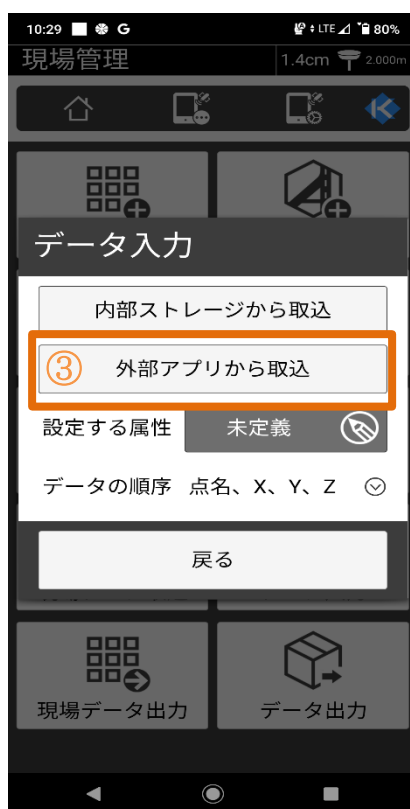 10:29 G LTE 80%
現場管理 1.4cm 2.000m
データ入力
内部ストレージから取込
③ 外部アプリから取込
設定する属性 未定義
データの順序 点名、X、Y、Z
戻る
現場データ出力 データ出力